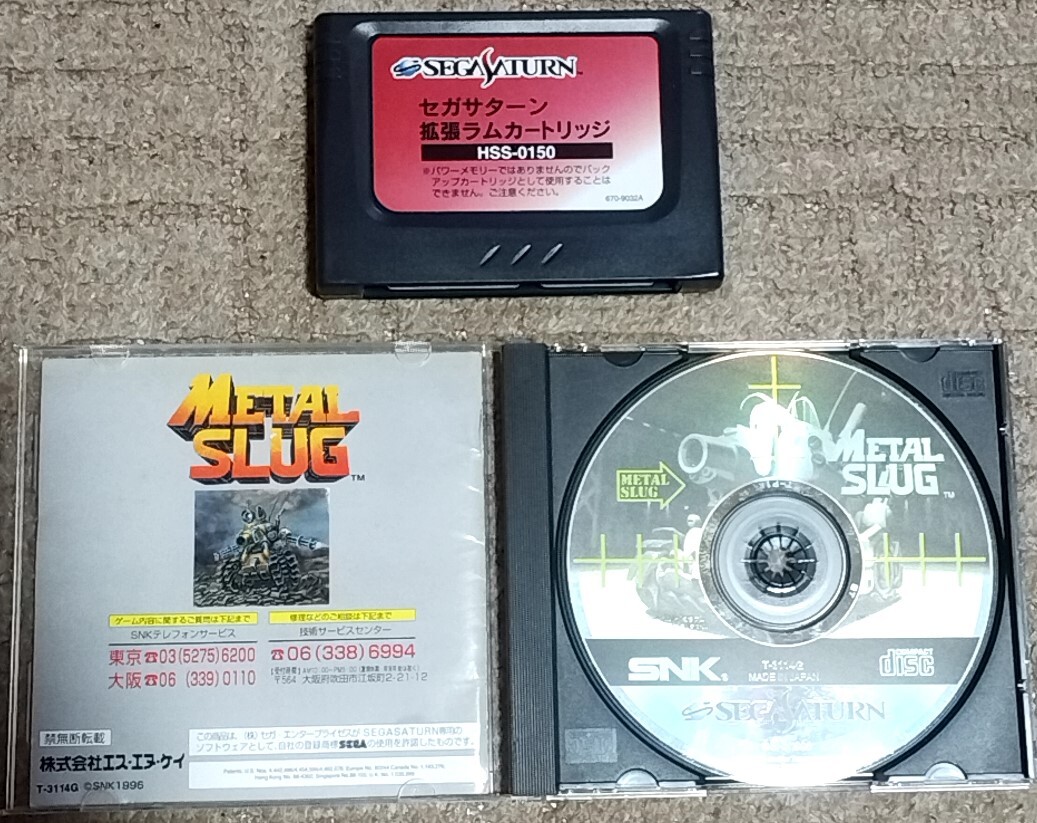 SEGA SATURN™
セガサターン
拡張ラムカートリッジ
HSS-0150
※パワーメモリーではありませんのでバック
アップカートリッジとして使用することは
できません。ご注意ください。
670-9032A
METAL
SLUG™
ゲーム内容に関するご質問は下記まで
SNKテレフォンサービス
東京☎03(5275)6200
大阪☎06 (339)0110
修理などのご相談は下記まで
技術サービスセンター
☎06(338)6994
〒564 大阪府吹田市江坂町2-21-12
禁無断転載
株式会社エス・エヌ・ケイ
T-3114G ©SNK1996
この商品は、(株)セガ・エンタープライゼスがSEGASATURN専用の
ソフトウェアとして、自社の登録商標SEGAの使用を許諾したものです。
METAL
SLUG
METAL
SLUG™
SNK®
T-3114G
MADE IN JAPAN
COMPACT
disc
SEGA SATURN
disc